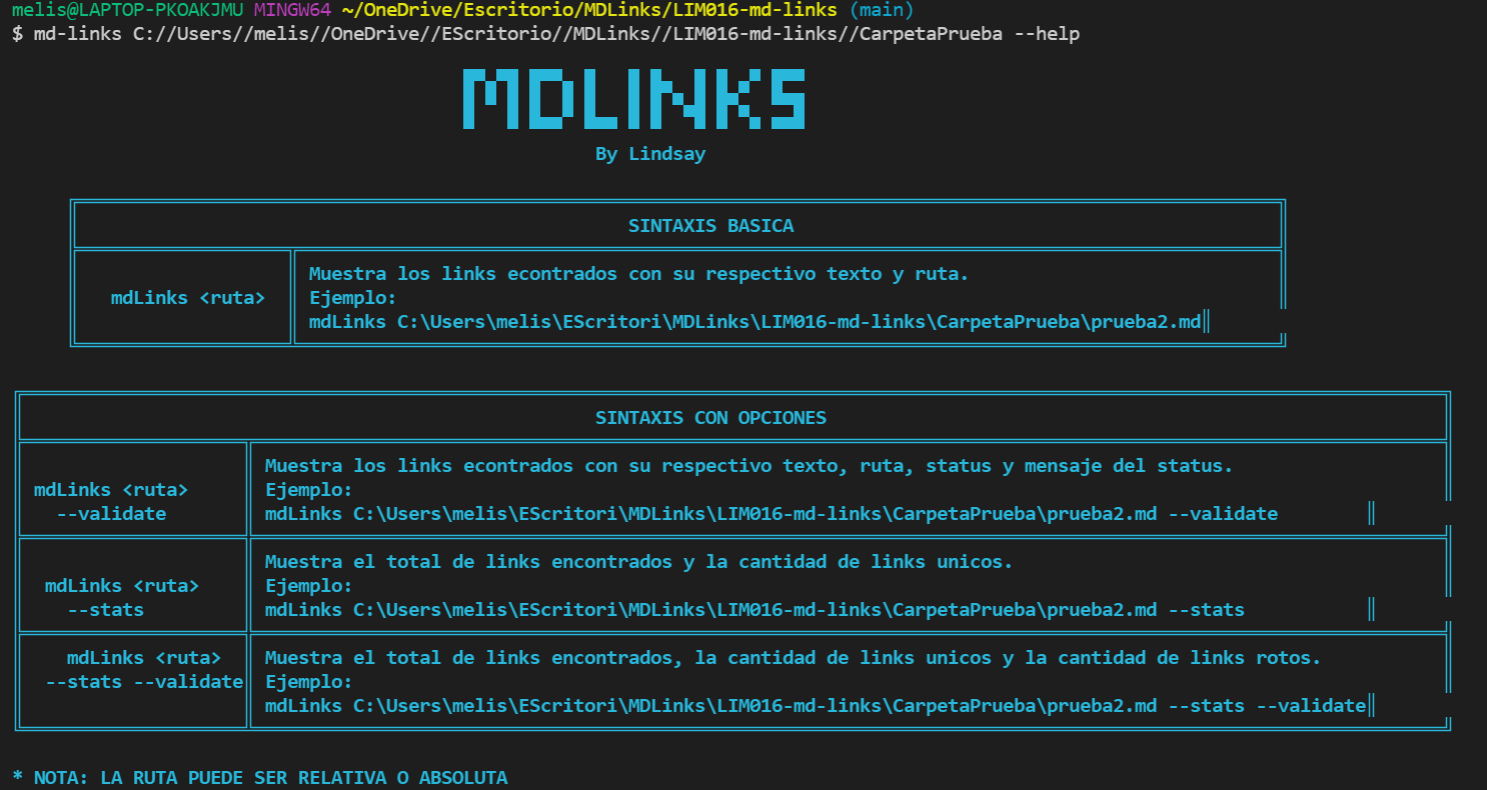 melis@LAPTOP-PKOAKJMU MINGW64 ~/OneDrive/Escritorio/MDLinks/LIM016-md-links (main)
$ md-links C://Users//melis//OneDrive//EScritorio//MDLinks//LIM016-md-links//CarpetaPrueba --help
MDLINKS
By Lindsay
SINTAXIS BASICA
Muestra los links econtrados con su respectivo texto y ruta.
mdLinks <ruta> Ejemplo:
mdLinks C:\Users\melis\EScritori\MDLinks\LIM016-md-links\CarpetaPrueba\prueba2.md
SINTAXIS CON OPCIONES
Muestra los links econtrados con su respectivo texto, ruta, status y mensaje del status.
mdLinks <ruta> Ejemplo:
--validate mdLinks C:\Users\melis\EScritori\MDLinks\LIM016-md-links\CarpetaPrueba\prueba2.md --validate
Muestra el total de links encontrados y la cantidad de links unicos.
mdLinks <ruta> Ejemplo:
--stats mdLinks C:\Users\melis\EScritori\MDLinks\LIM016-md-links\CarpetaPrueba\prueba2.md --stats
mdLinks <ruta> Muestra el total de links encontrados, la cantidad de links unicos y la cantidad de links rotos.
--stats --validate Ejemplo:
mdLinks C:\Users\melis\EScritori\MDLinks\LIM016-md-links\CarpetaPrueba\prueba2.md --stats --validate
* NOTA: LA RUTA PUEDE SER RELATIVA O ABSOLUTA